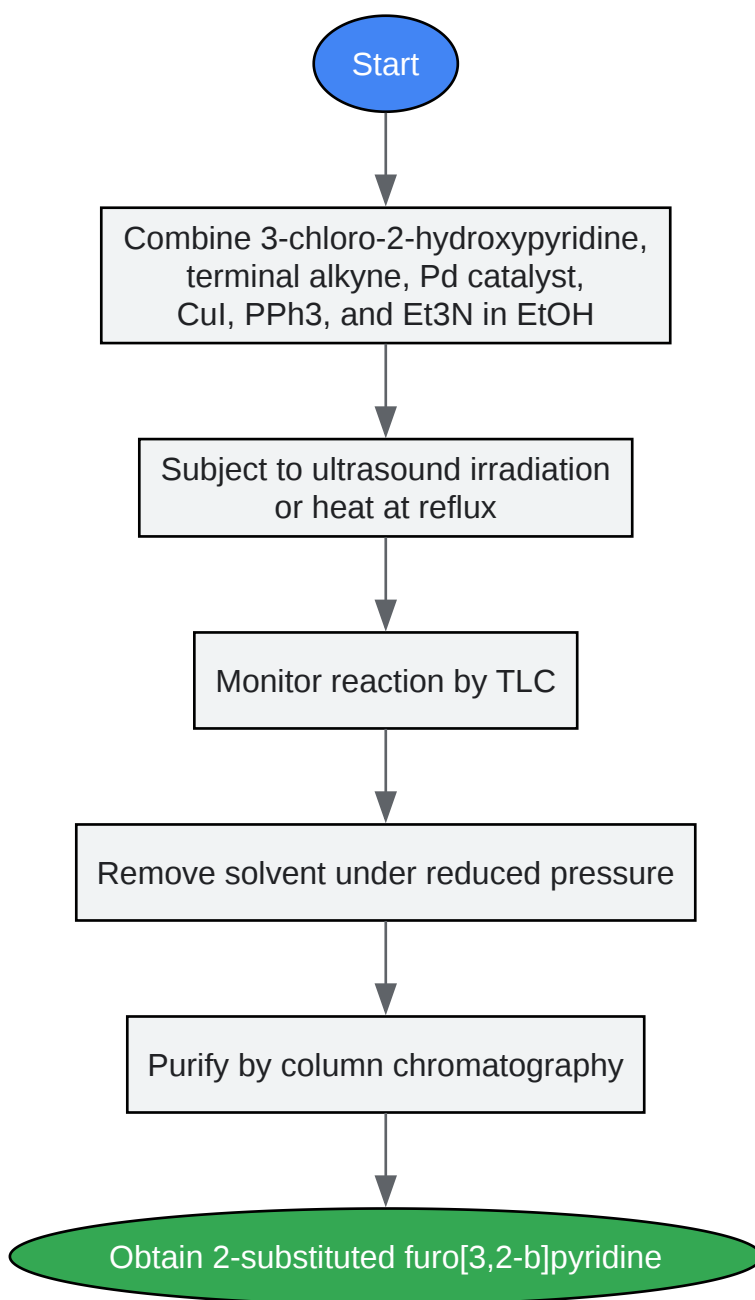 Start
Combine 3-chloro-2-hydroxypyridine,
terminal alkyne, Pd catalyst,
CuI, PPh3, and Et3N in EtOH
Subject to ultrasound irradiation
or heat at reflux
Monitor reaction by TLC
Remove solvent under reduced pressure
Purify by column chromatography
Obtain 2-substituted furo[3,2-b]pyridine